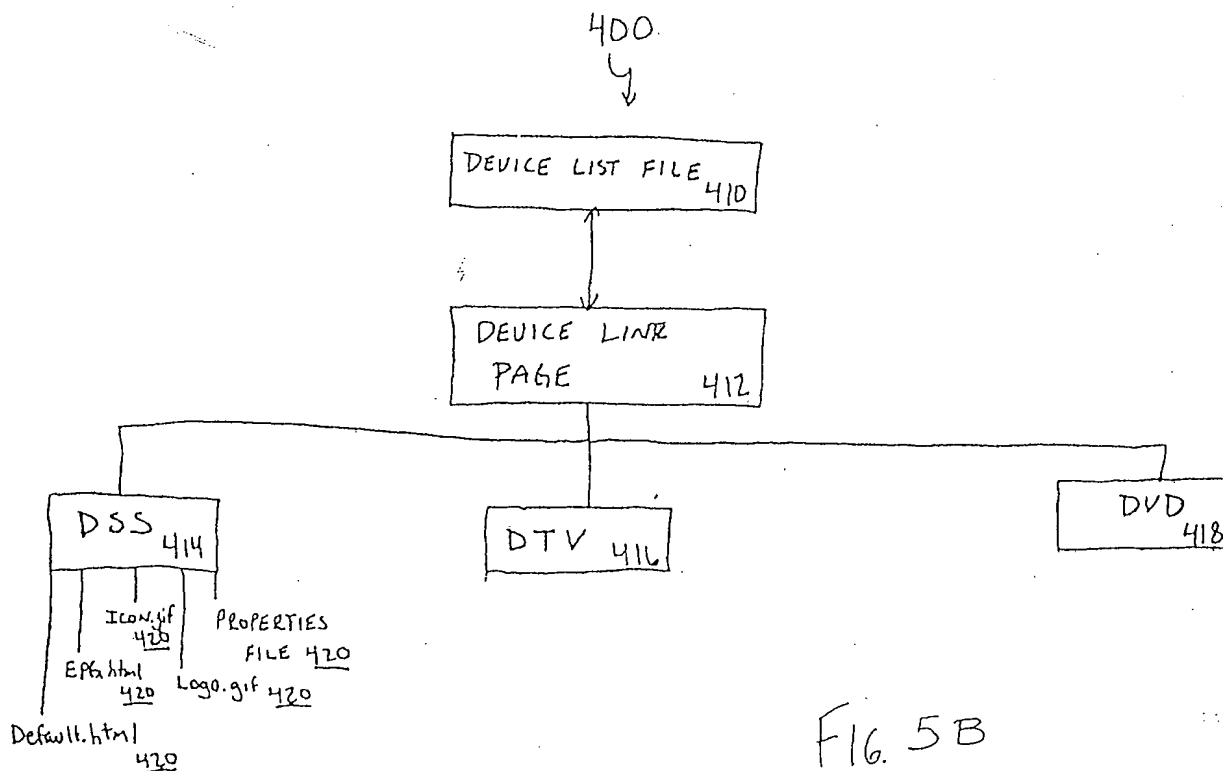 400
DEVICE LIST FILE 410
DEVICE LINK
PAGE 412
DSS 414
DTV 416
DVD 418
Icon.gif
420
PROPERTIES
FILE 420
EPG.html
420
Logo.gif 420
Default.html
420
FIG. 5B